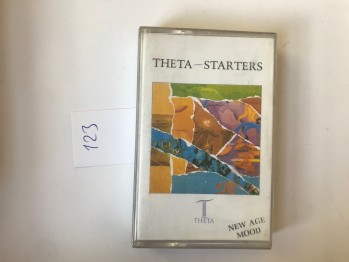 THETA – STARTERS
123
T
THETA
NEW AGE
MOOD